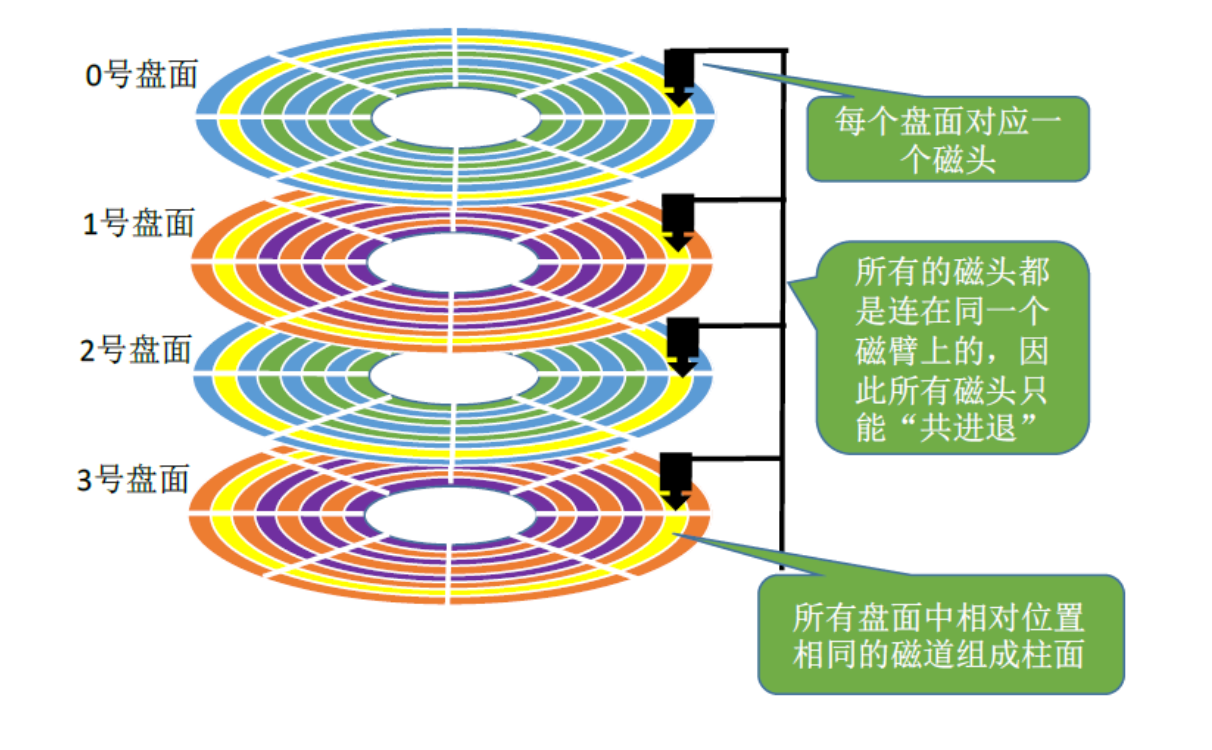 0号盘面
每个盘面对应一
个磁头
1号盘面
所有的磁头都
是连在同一个
磁臂上的，因
此所有磁头只
能“共进退”
2号盘面
3号盘面
所有盘面中相对位置
相同的磁道组成柱面